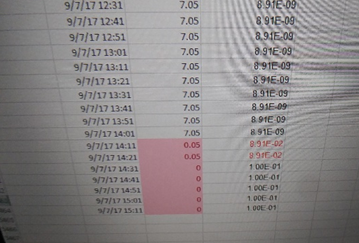 9/7/17 12:31 7.05 8.91E-09
9/7/17 12:41 7.05 8.91E-09
9/7/17 12:51 7.05 8.91E-09
9/7/17 13:01 7.05 8.91E-09
9/7/17 13:11 7.05 8.91E-09
9/7/17 13:21 7.05 8.91E-09
9/7/17 13:31 7.05 8.91E-09
9/7/17 13:41 7.05 8.91E-09
9/7/17 13:51 7.05 8.91E-09
9/7/17 14:01 7.05 8.91E-09
9/7/17 14:11 0.05 8.91E-02
9/7/17 14:21 0.05 8.91E-02
9/7/17 14:31 0 1.00E-01
9/7/17 14:41 0 1.00E-01
9/7/17 14:51 0 1.00E-01
9/7/17 15:01 0 1.00E-01
9/7/17 15:11 0 1.00E-01